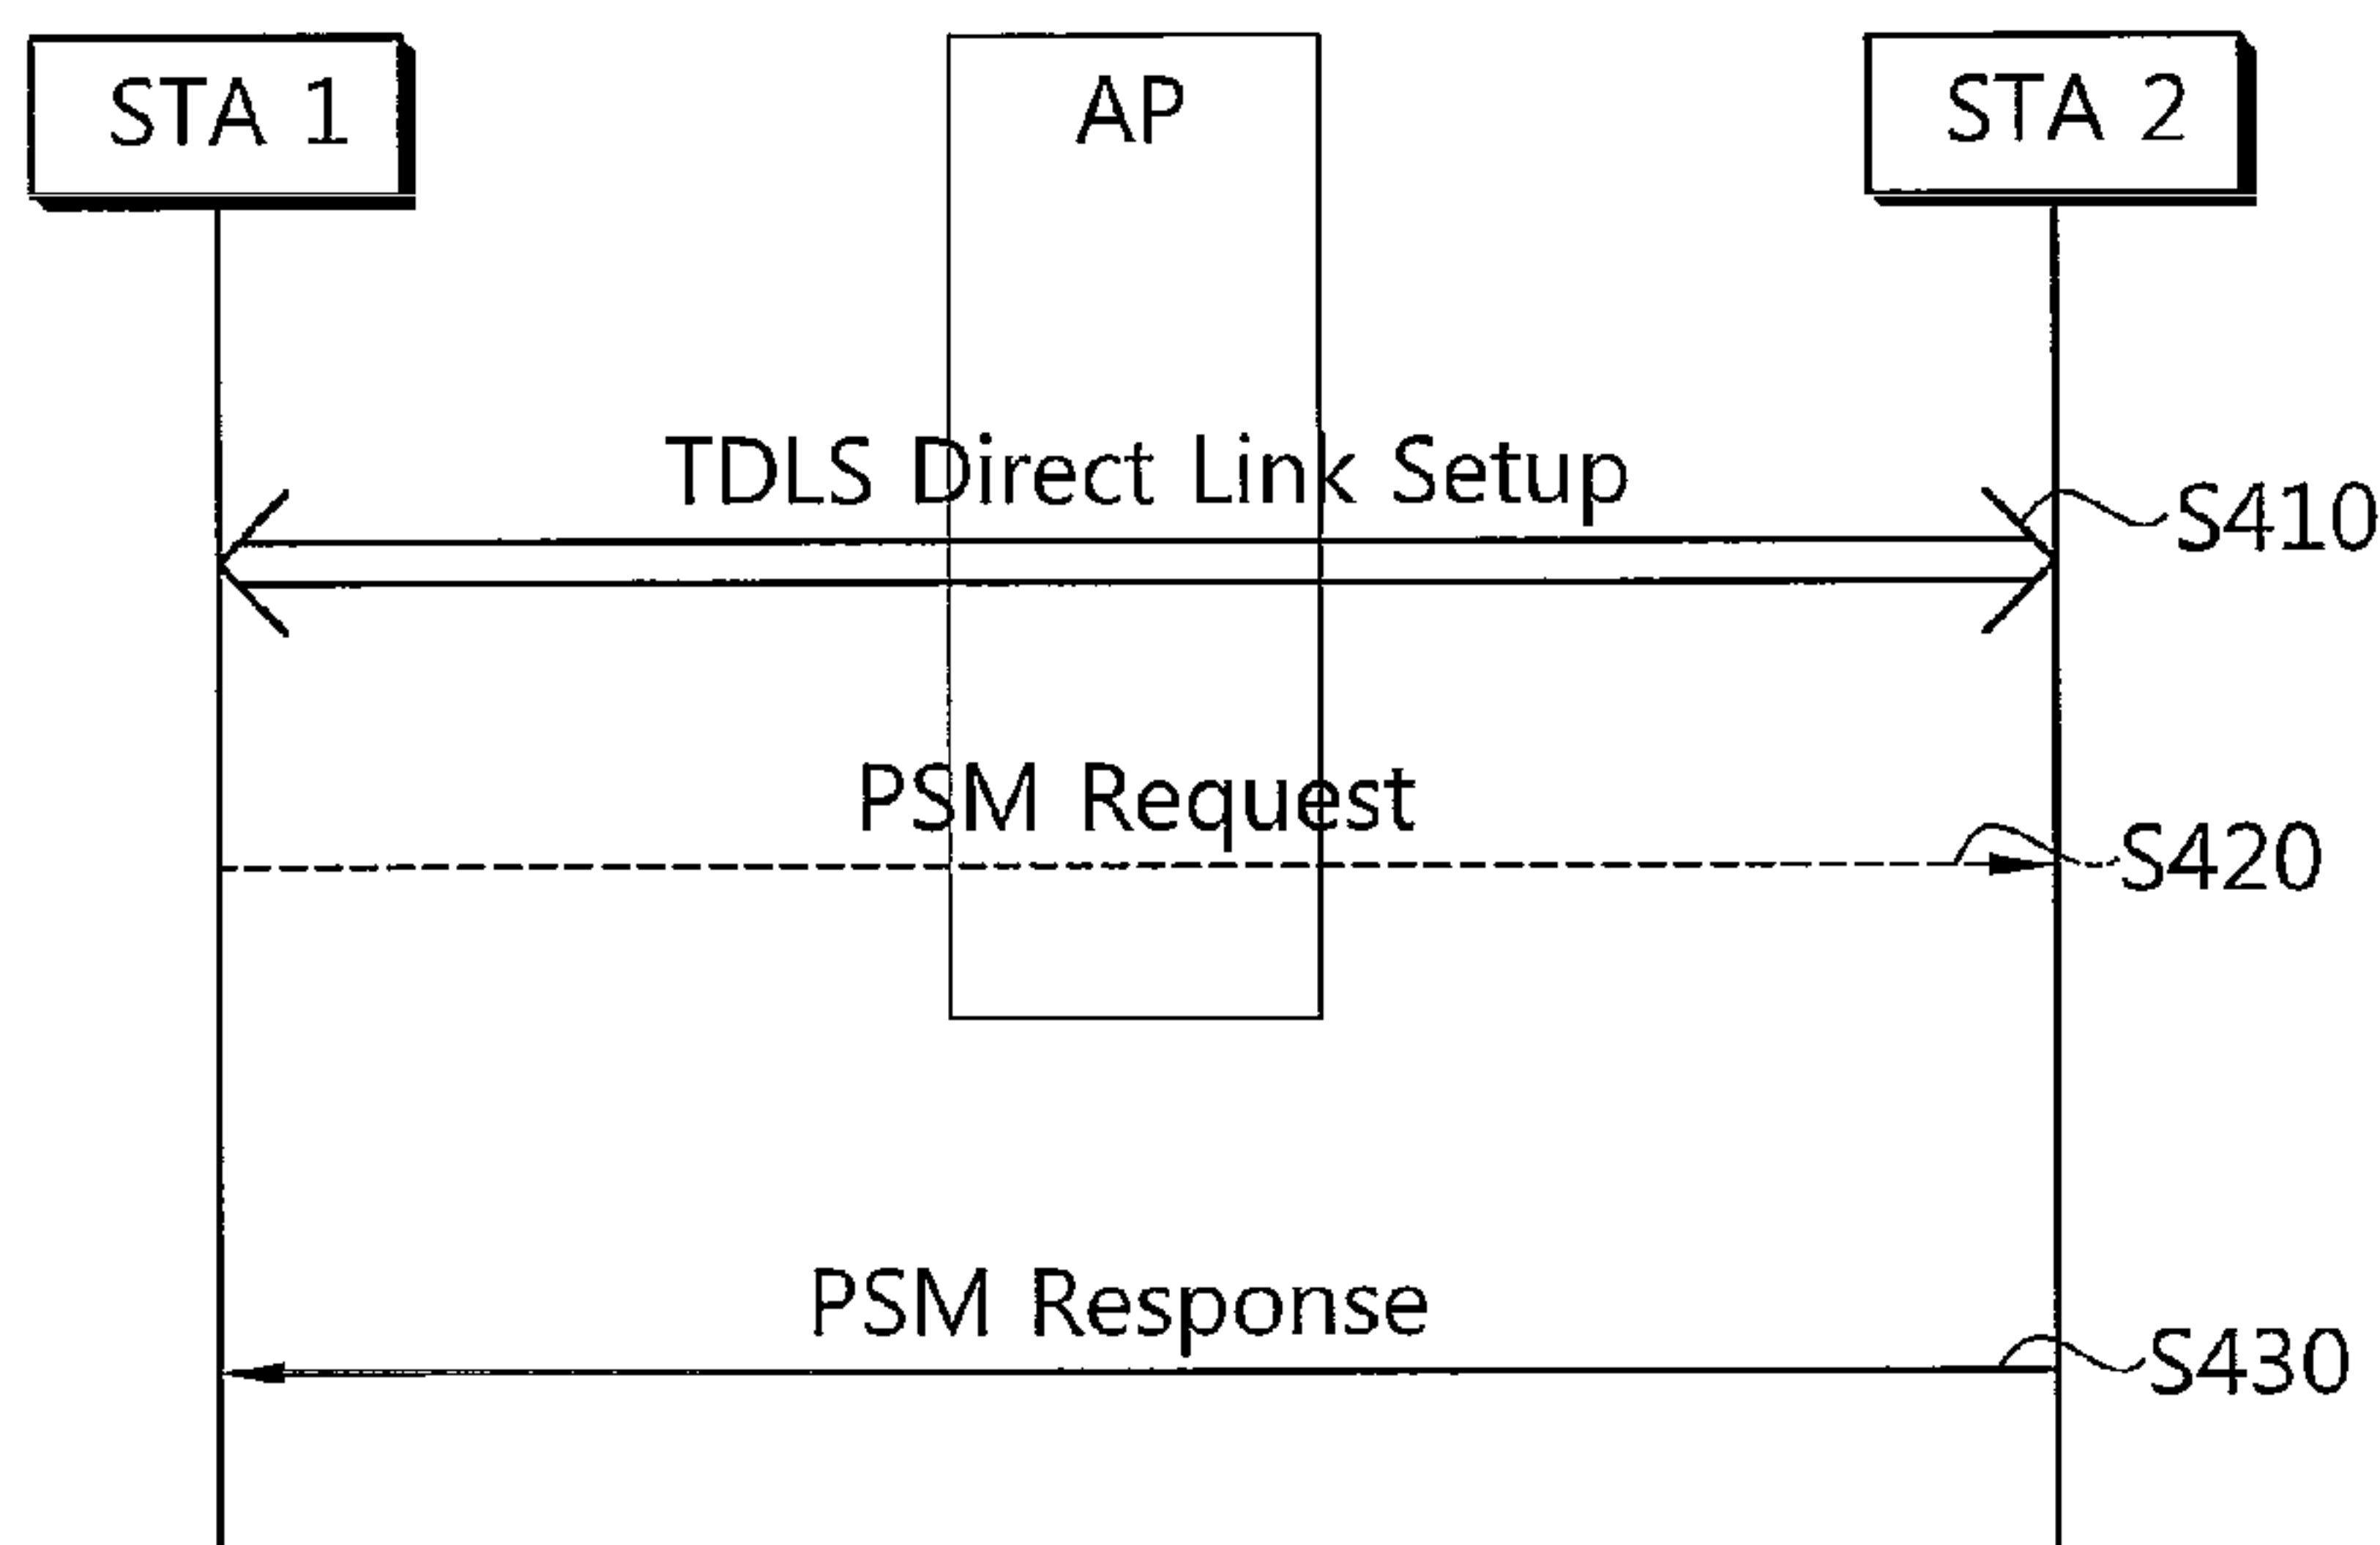 STA 1
AP
STA 2
TDLS Direct Link Setup
S410
PSM Request
S420
PSM Response
S430